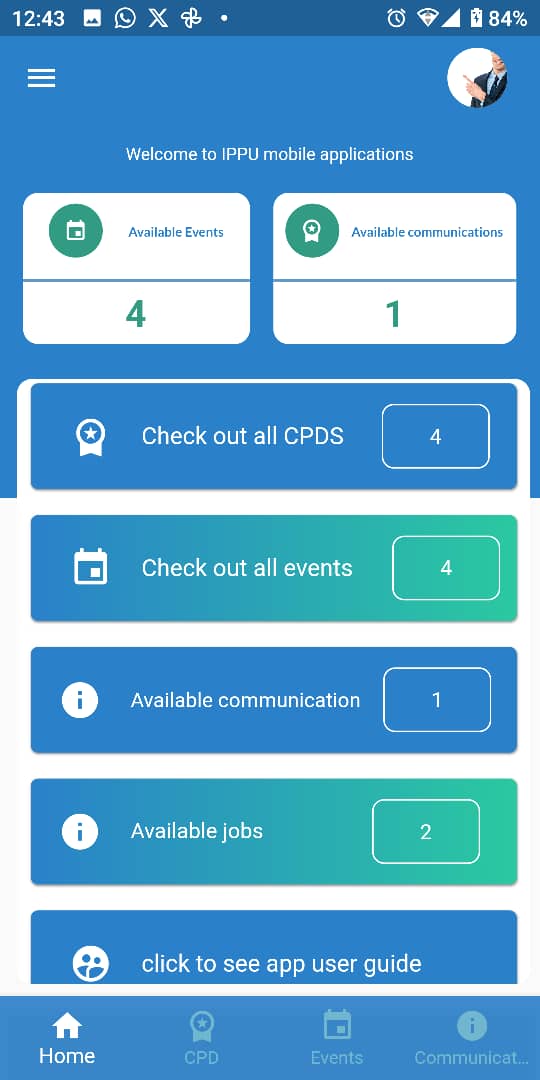 12:43
84%
Welcome to IPPU mobile applications
Available Events
Available communications
4
1
Check out all CPDS
4
Check out all events
4
Available communication
1
Available jobs
2
click to see app user guide
Home
CPD
Events
Communicat...